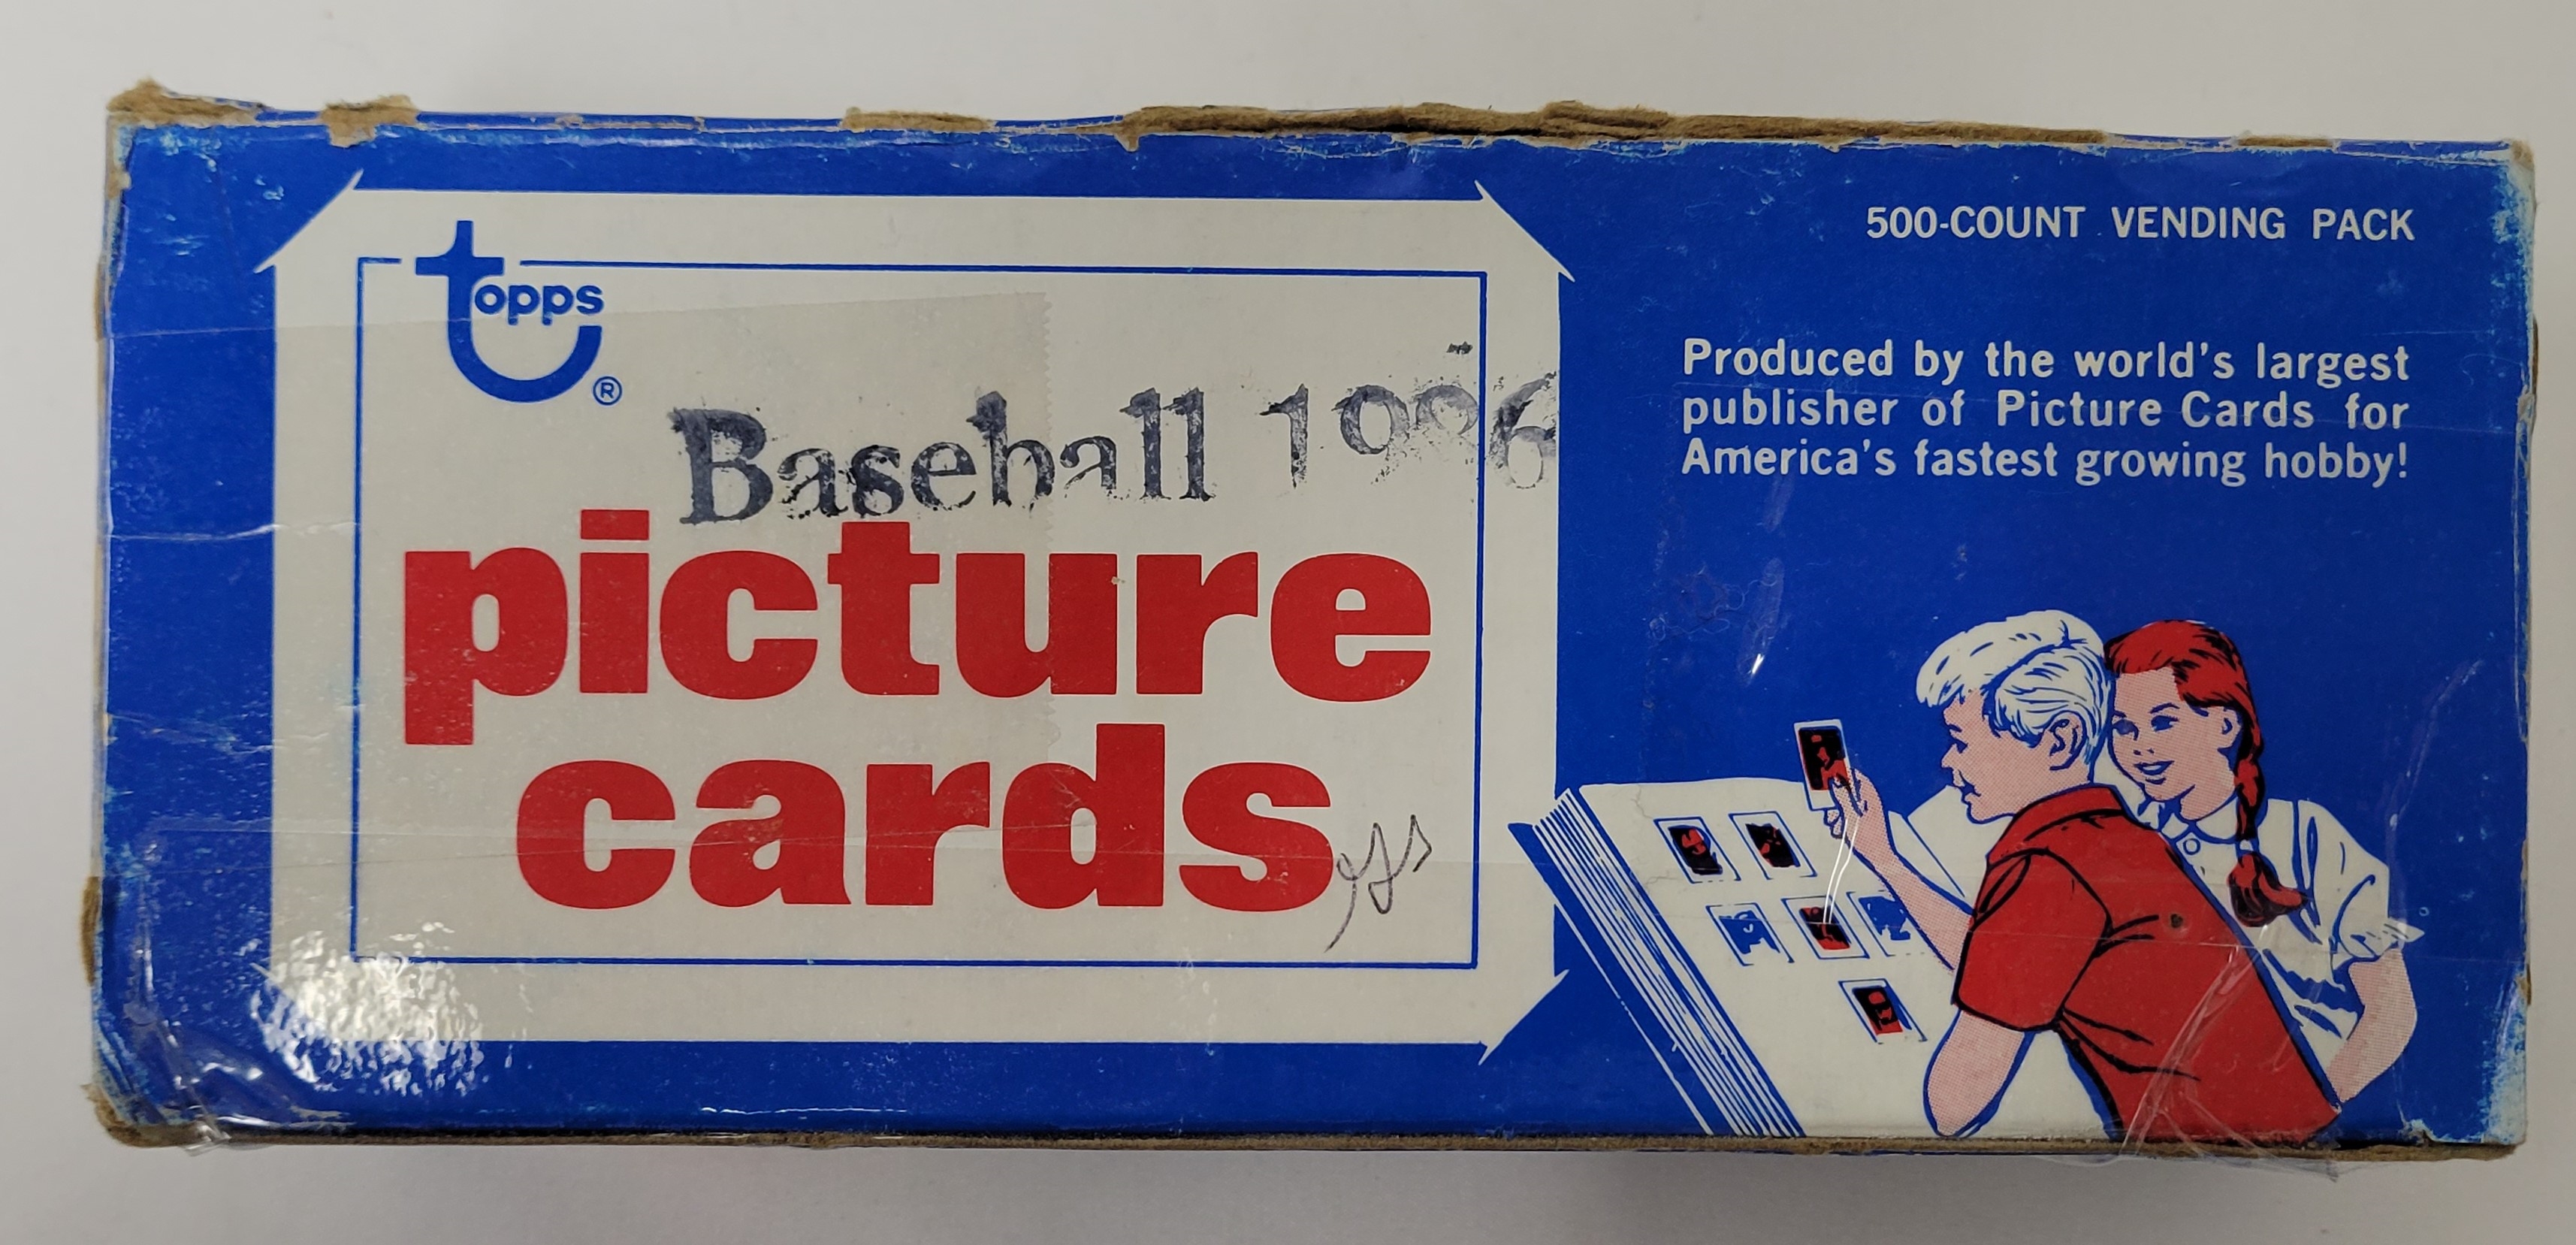 topps®
500-COUNT VENDING PACK
Produced by the world's largest
publisher of Picture Cards for
America's fastest growing hobby!
Baseball 1986
picture
cards